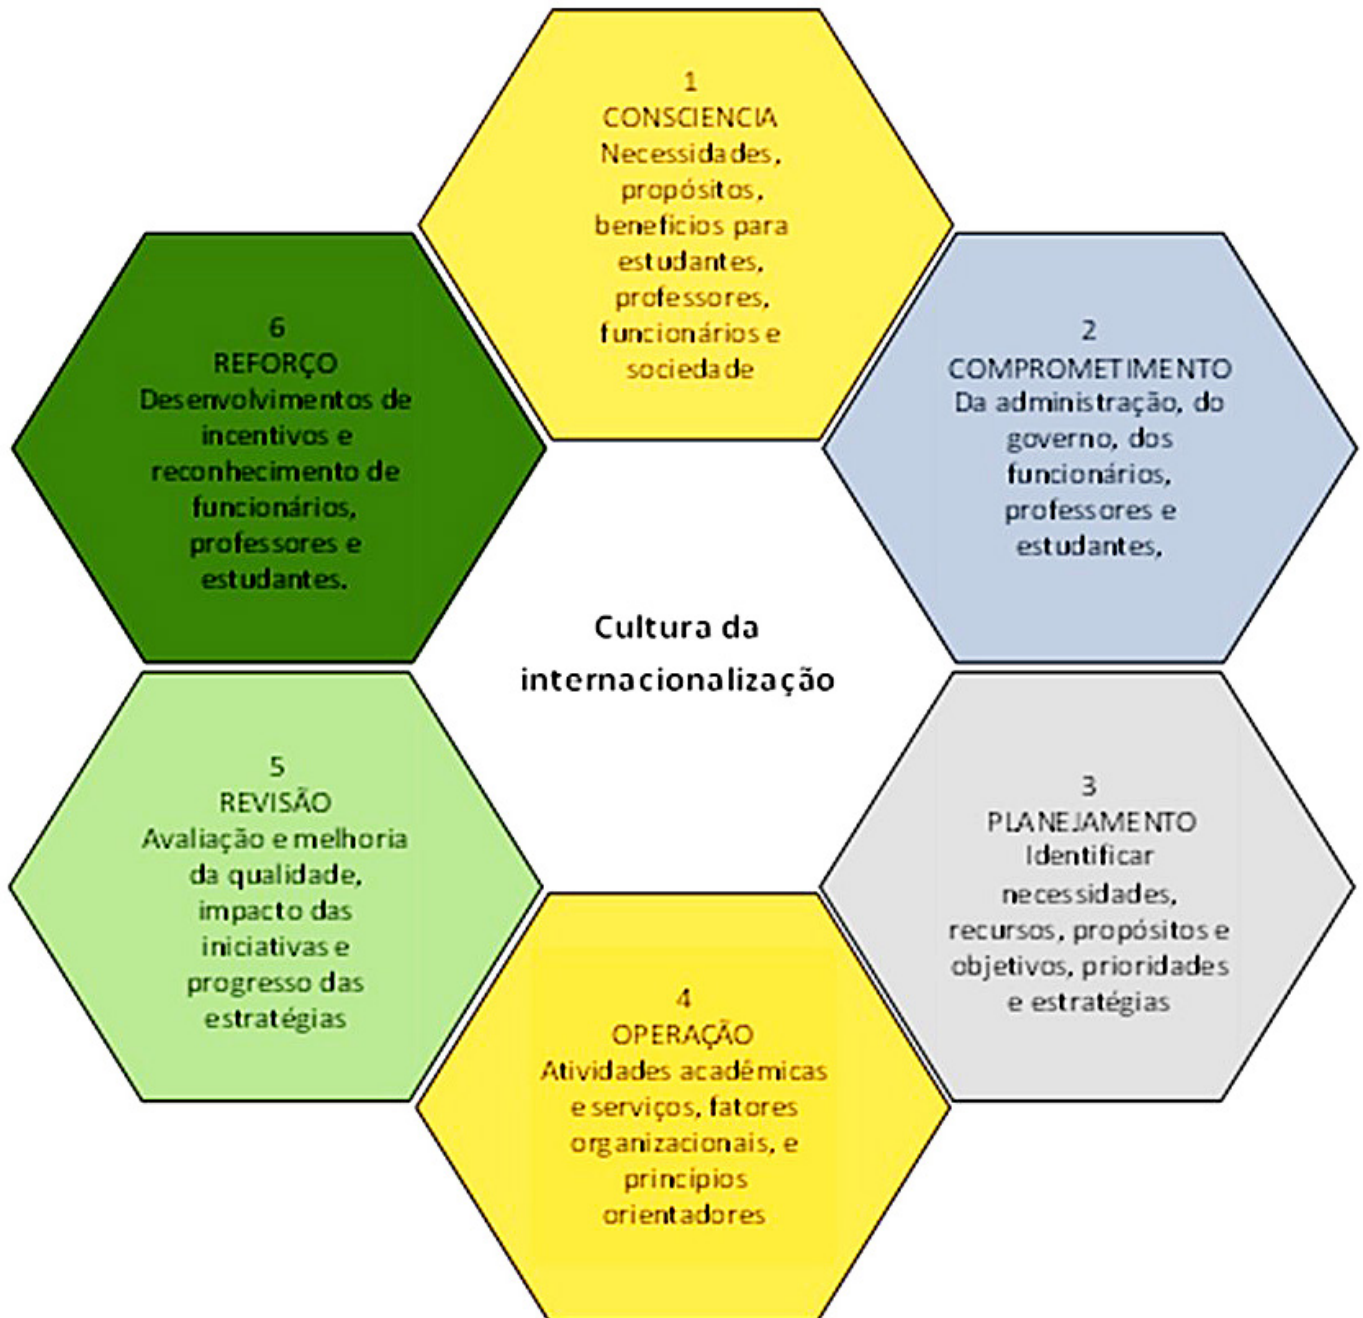 1
CONSCIENCIA
Necessidades,
propósitos,
benefícios para
estudantes,
professores,
funcionários e
sociedade
2
COMPROMETIMENTO
Da administração, do
governo, dos
funcionários,
professores e
estudantes,
3
PLANEJAMENTO
Identificar
necessidades,
recursos, propósitos e
objetivos, prioridades
e estratégias
4
OPERAÇÃO
Atividades acadêmicas
e serviços, fatores
organizacionais, e
princípios
orientadores
5
REVISÃO
Avaliação e melhoria
da qualidade,
impacto das
iniciativas e
progresso das
estratégias
6
REFORÇO
Desenvolvimentos de
incentivos e
reconhecimento de
funcionários,
professores e
estudantes.
Cultura da
internacionalização